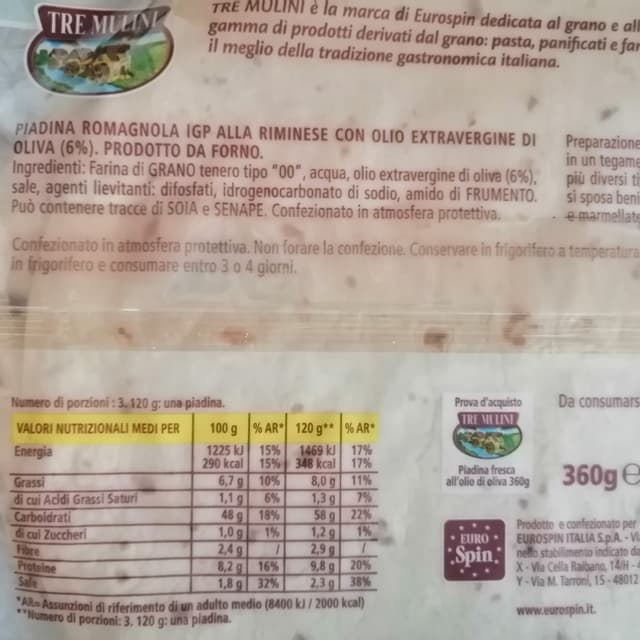 TRE MULINI
TRE MULINI è la marca di Eurospin dedicata al grano e
gamma di prodotti derivati dal grano: pasta, panificati e
il meglio della tradizione gastronomica italiana.
PIADINA ROMAGNOLA IGP ALLA RIMINESE CON OLIO EXTRAVERGINE DI
OLIVA (6%). PRODOTTO DA FORNO.
Ingredienti: Farina di GRANO tenero tipo "00", acqua, olio extravergine di oliva (6%),
sale, agenti lievitanti: difosfati, idrogenocarbonato di sodio, amido di FRUMENTO.
Può contenere tracce di SOIA e SENAPE. Confezionato in atmosfera protettiva.
Preparazione
in un tegame
più diversi
si sposa
e marmellat
Confezionato in atmosfera protettiva. Non forare la confezione. Conservare in frigorifero a temperatura
in frigorifero e consumare entro 3 o 4 giorni.
Numero di porzioni: 3. 120 g: una piadina.
VALORI NUTRIZIONALI MEDI PER 100 g % AR* 120 g** % AR*
Energia 1225 kJ 15% 1469 kJ 17%
290 kcal 15% 348 kcal 17%
Grassi 6,7 g 10% 8,0 g 11%
di cui Acidi Grassi Saturi 1,1 g 6% 1,3 g 7%
Carboidrati 48 g 18% 58 g 22%
di cui Zuccheri 1,0 g 1% 1,2 g 1%
Fibre 2,4 g / 2,9 g /
Proteine 8,2 g 16% 9,8 g 20%
Sale 1,8 g 32% 2,3 g 38%
*AR= Assunzioni di riferimento di un adulto medio (8400 kJ / 2000 kcal)
**Numero di porzioni: 3. 120 g: una piadina.
Prova d'acquisto
TRE MULINI
Piadina fresca
all'olio di oliva 360g
Da consumars
360g e
EURO
Spin
Prodotto e confezionato per
EUROSPIN ITALIA S.p.A. -
nello stabilimento indicato
X - Via Cella Raibano, 14/H -
Y - Via M. Tarroni, 15 - 48012
www.eurospin.it.